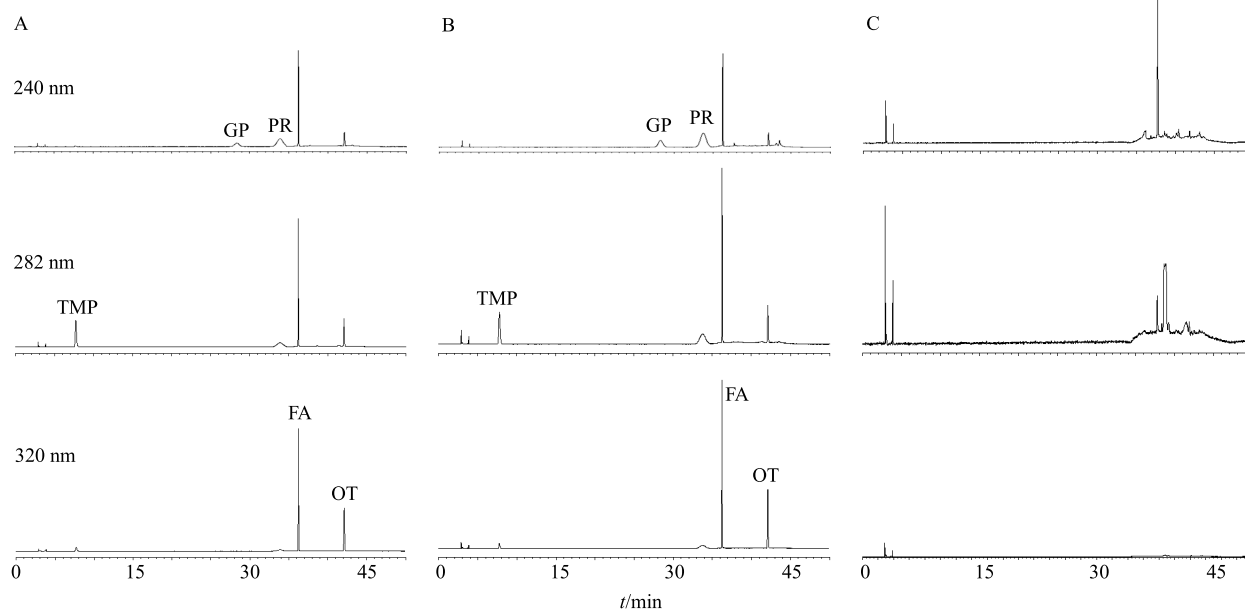 A
B
C
240 nm
GP
PR
GP
PR
282 nm
TMP
TMP
320 nm
FA
OT
FA
OT
0 15 30 45
0 15 30 45
0 15 30 45
t/min